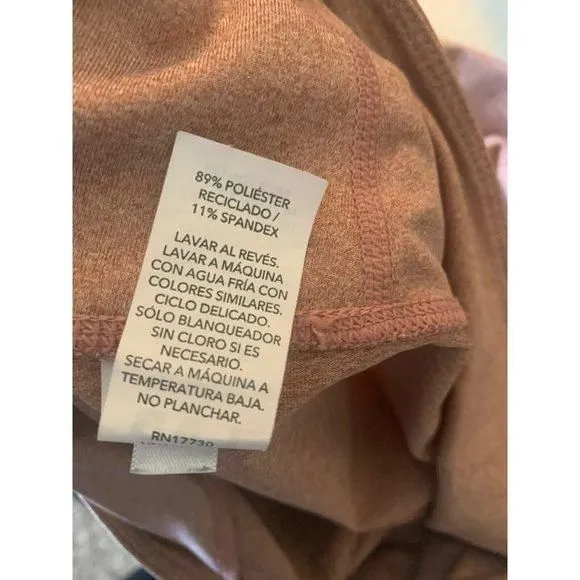 89% POLIÉSTER
RECICLADO /
11% SPANDEX
LAVAR AL REVÉS.
LAVAR A MÁQUINA
CON AGUA FRÍA CON
COLORES SIMILARES.
CICLO DELICADO.
SÓLO BLANQUEADOR
SIN CLORO SI ES
NECESARIO.
SECAR A MÁQUINA A
TEMPERATURA BAJA.
NO PLANCHAR.
RN17730